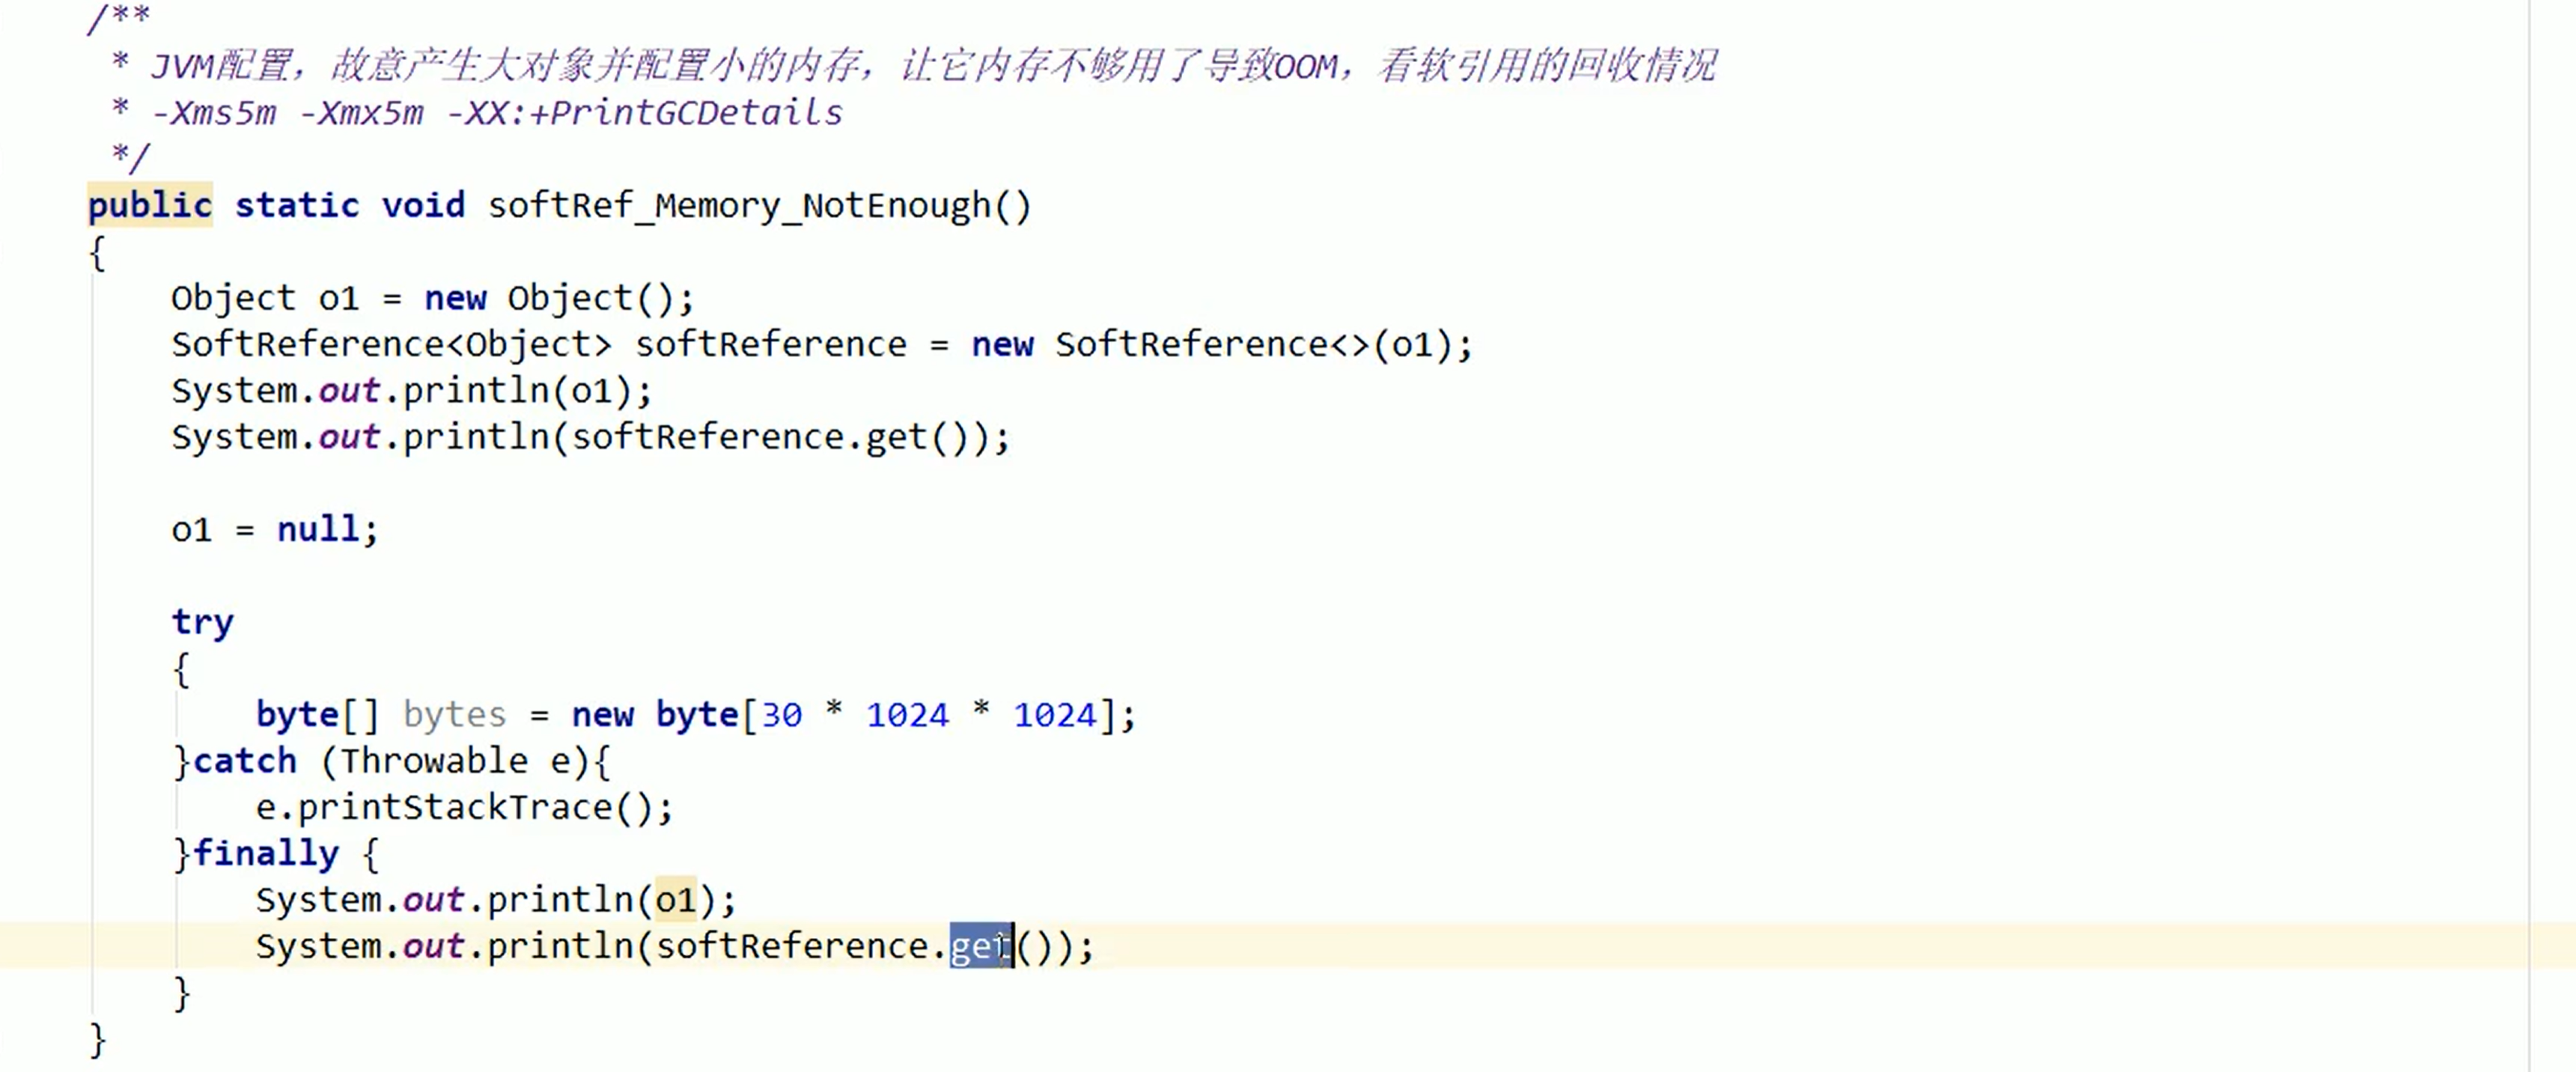 /**
 * JVM配置，故意产生大对象并配置小的内存，让它内存不够用了导致OOM，看软引用的回收情况
 * -Xms5m -Xmx5m -XX:+PrintGCDetails
 */
public static void softRef_Memory_NotEnough()
{
    Object o1 = new Object();
    SoftReference<Object> softReference = new SoftReference<>(o1);
    System.out.println(o1);
    System.out.println(softReference.get());
    o1 = null;
    try
    {
        byte[] bytes = new byte[30 * 1024 * 1024];
    }catch (Throwable e){
        e.printStackTrace();
    }finally {
        System.out.println(o1);
        System.out.println(softReference.get());
    }
}